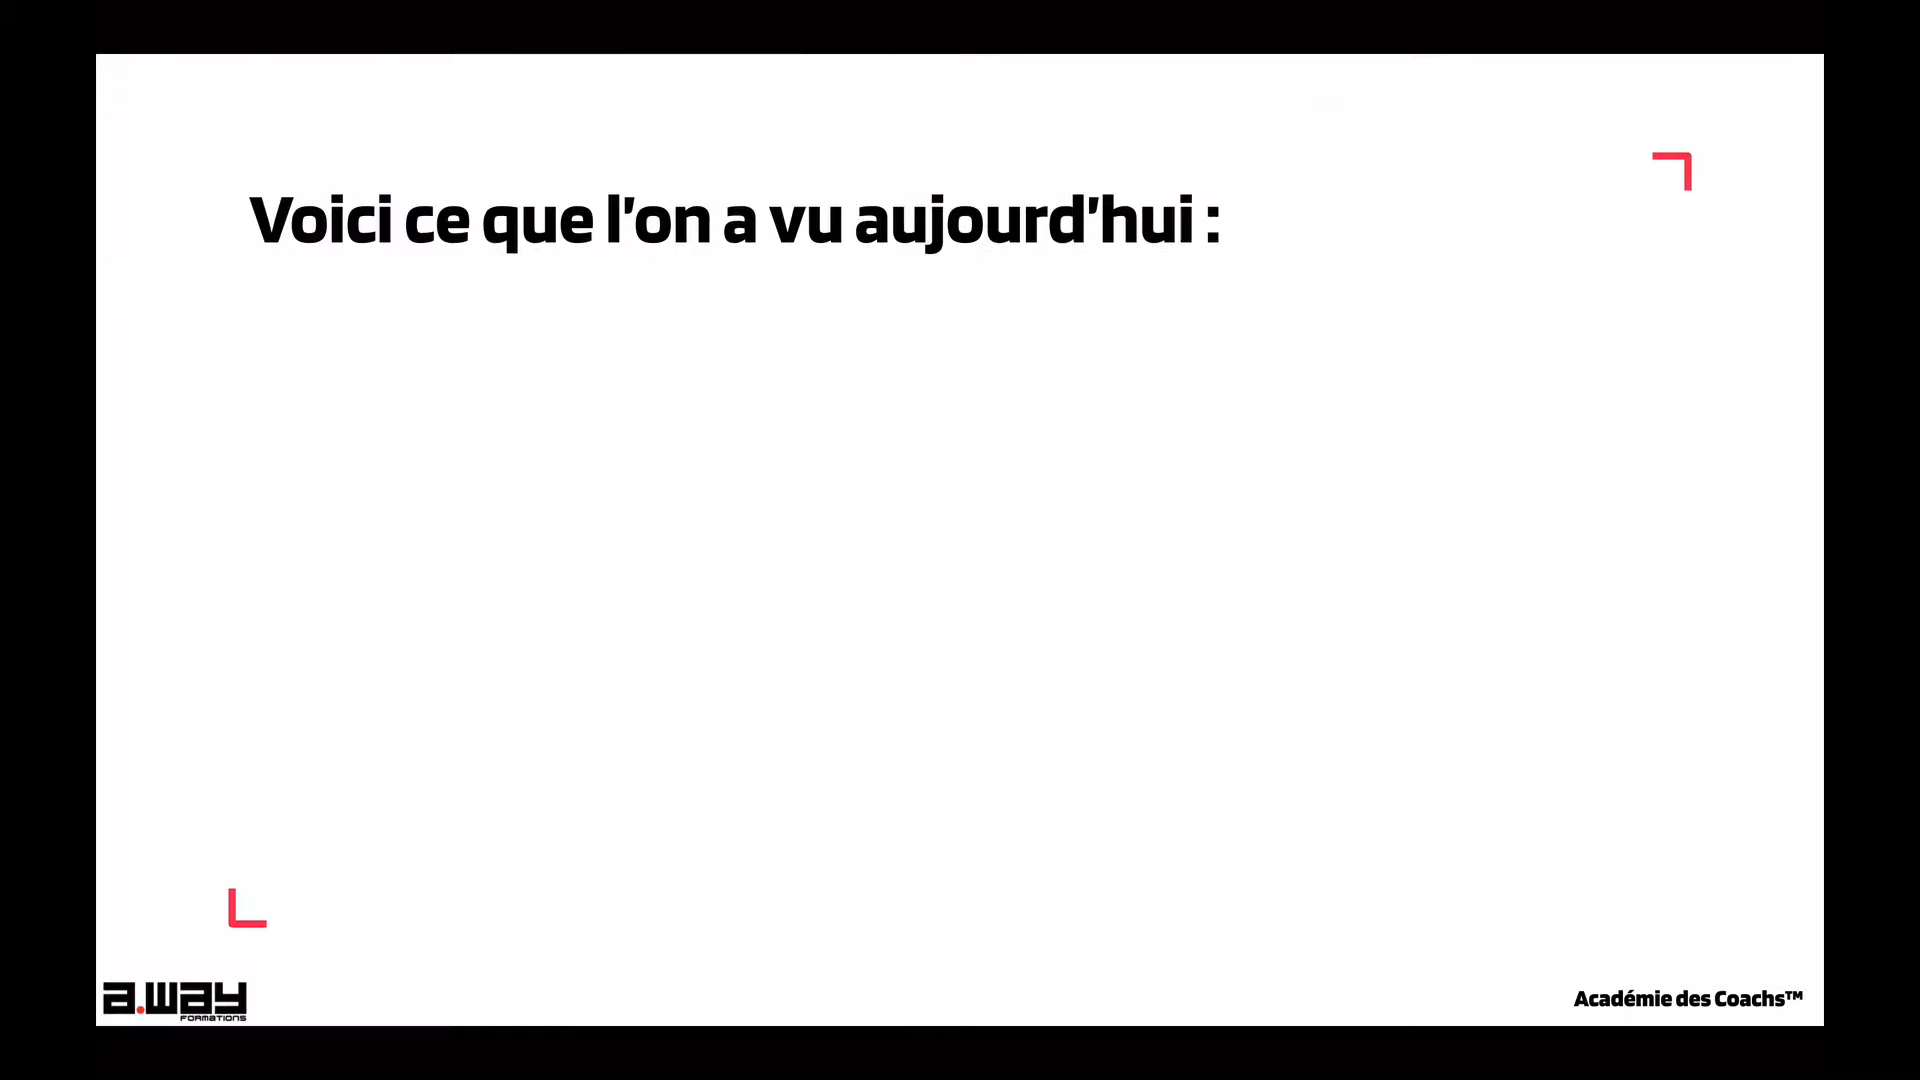 Voici ce que l'on a vu aujourd'hui :
a.way
FORMATIONS
Académie des Coachs™